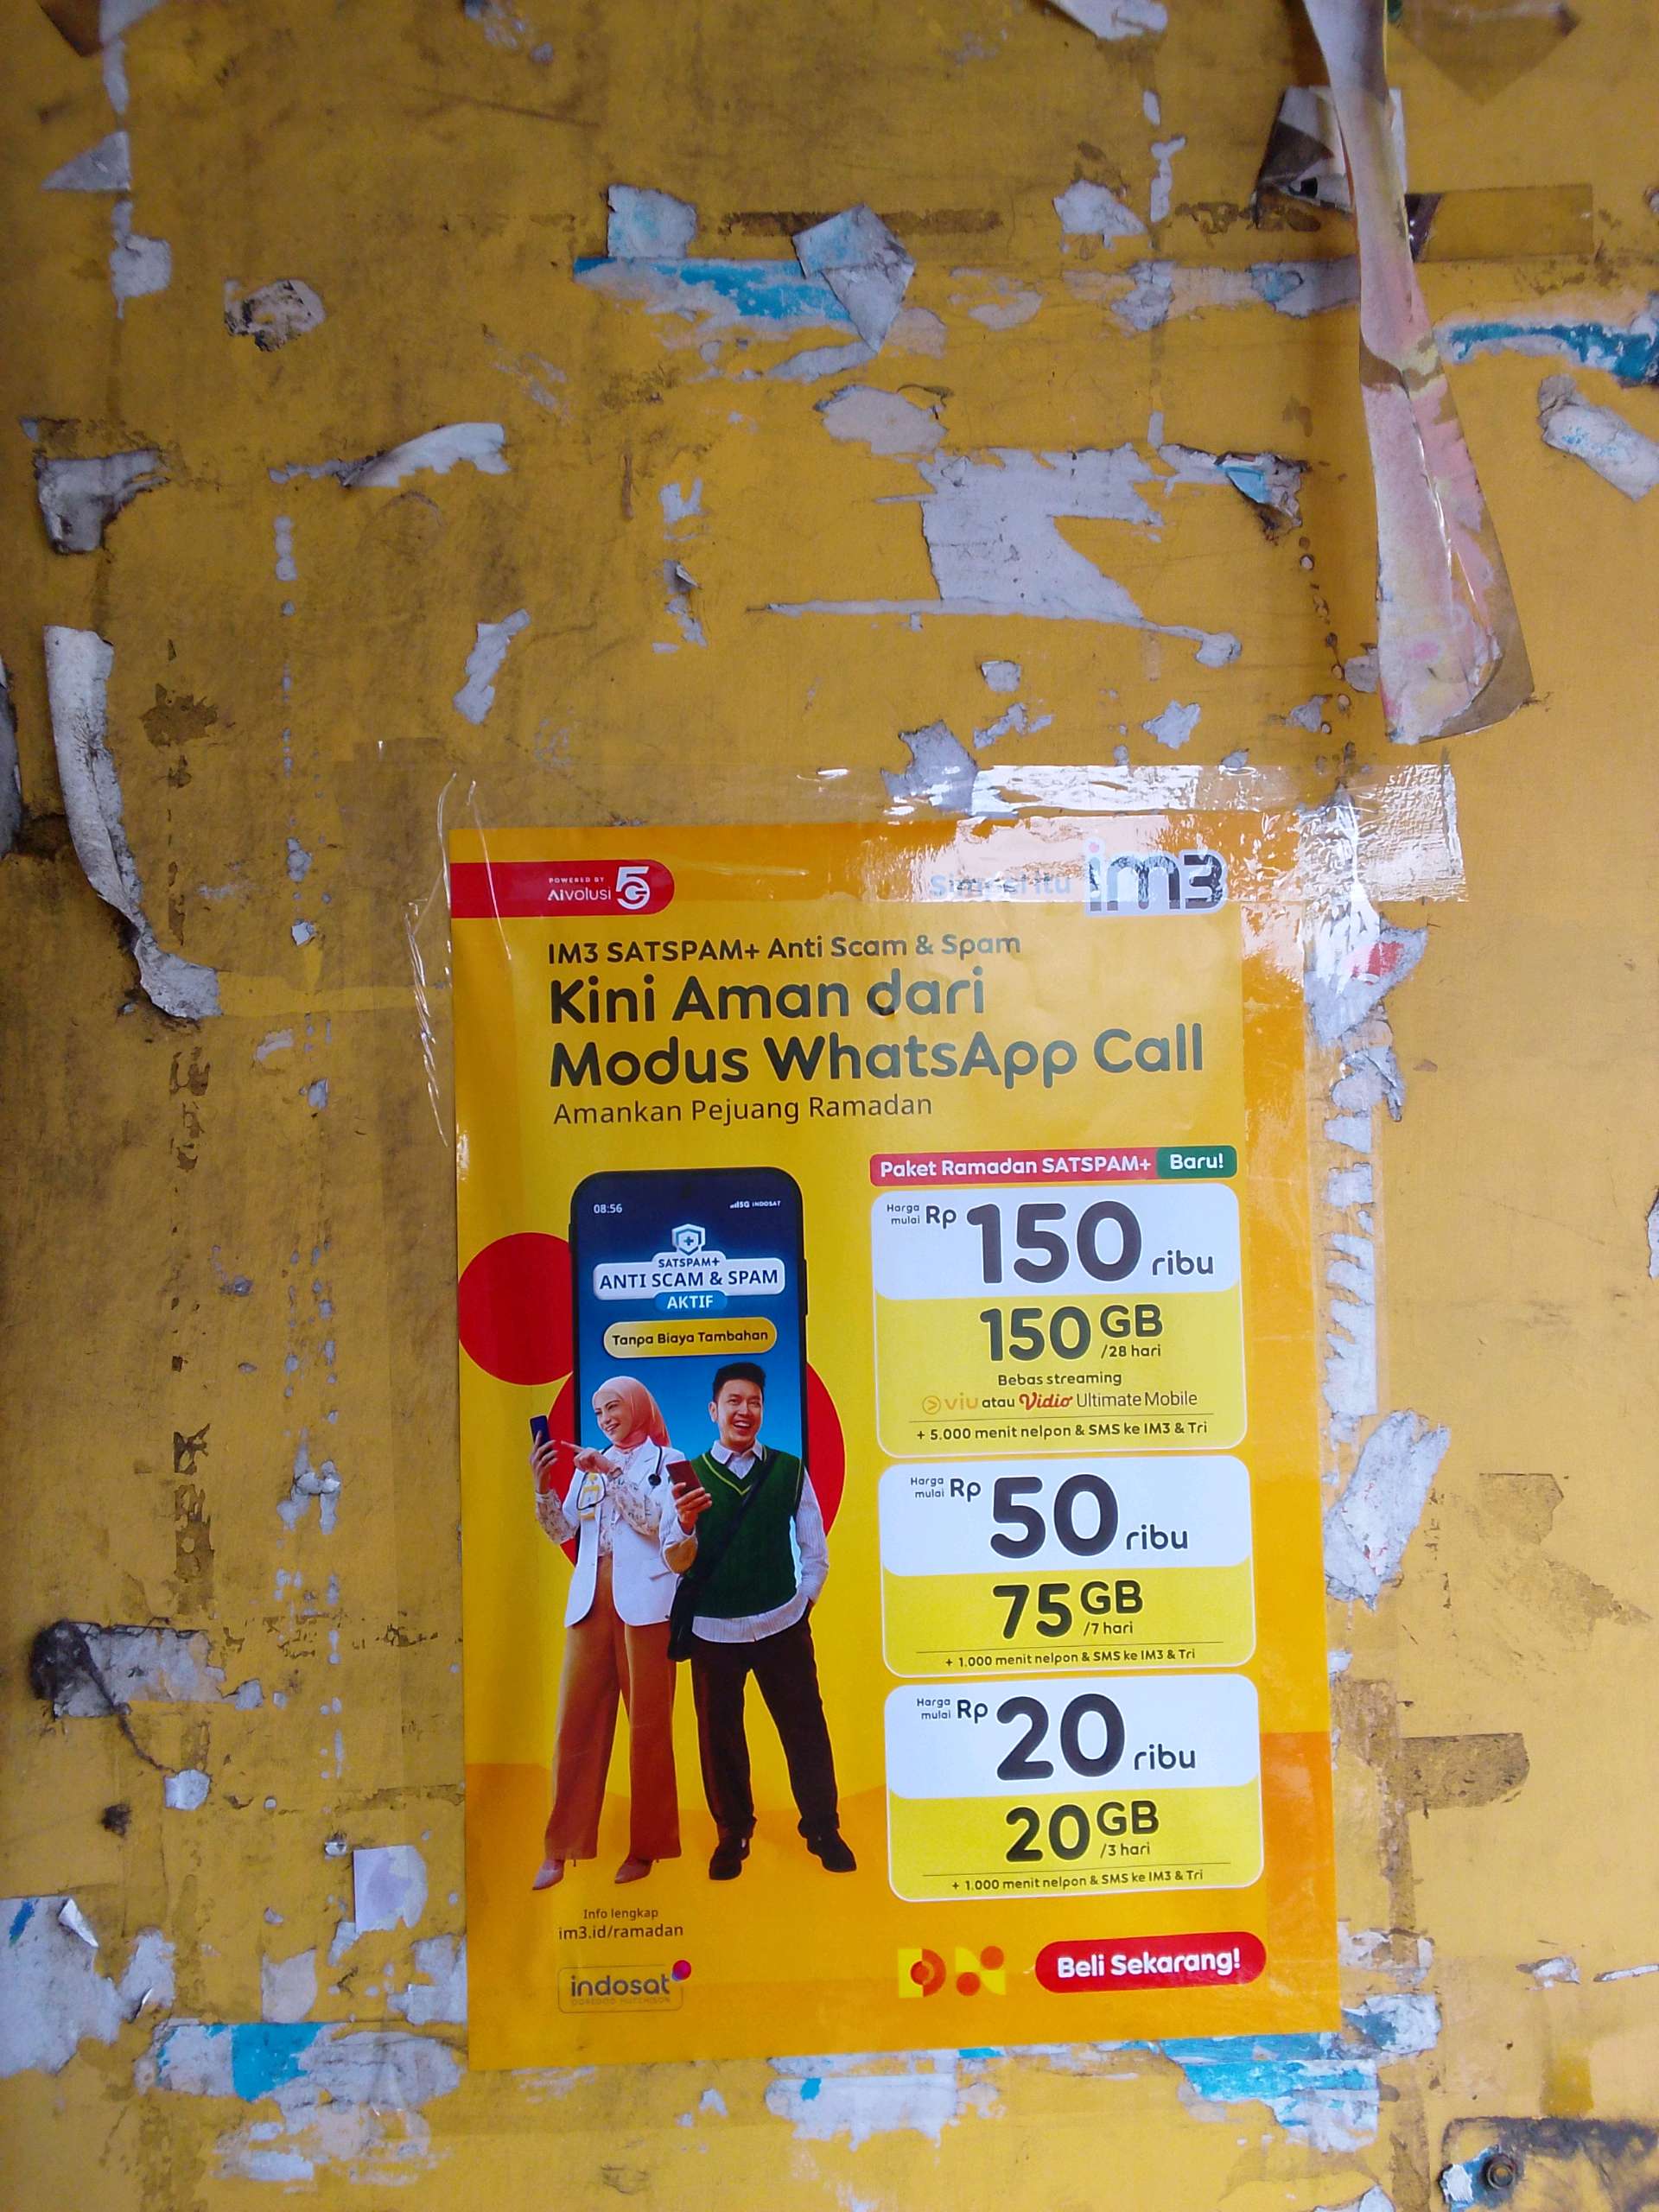 POWERED BY
Aivolusi 5G
Simpel itu im3
IM3 SATSPAM+ Anti Scam & Spam
Kini Aman dari
Modus WhatsApp Call
Amankan Pejuang Ramadan
Paket Ramadan SATSPAM+ Baru!
Harga mulai Rp 150 ribu
150 GB
/28 hari
Bebas streaming
viu atau Vidio Ultimate Mobile
+ 5.000 menit nelpon & SMS ke IM3 & Tri
Harga mulai Rp 50 ribu
75 GB
/7 hari
+ 1.000 menit nelpon & SMS ke IM3 & Tri
Harga mulai Rp 20 ribu
20 GB
/3 hari
+ 1.000 menit nelpon & SMS ke IM3 & Tri
08:56 5G INDOSAT
SATSPAM+
ANTI SCAM & SPAM
AKTIF
Tanpa Biaya Tambahan
Info lengkap
im3.id/ramadan
indosat
OOREDOO HUTCHISON
Beli Sekarang!